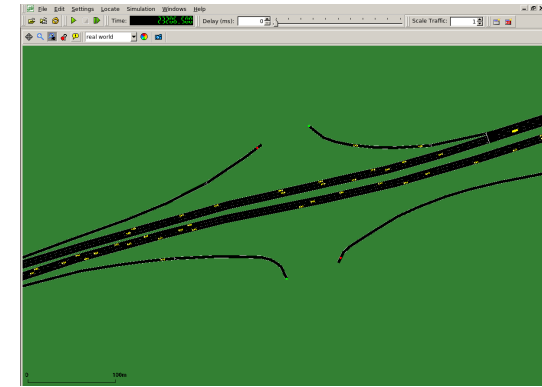 File Edit Settings Locate Simulation Windows Help
Time: Delay (ms): 0 Scale Traffic: 1
real world
0 100m